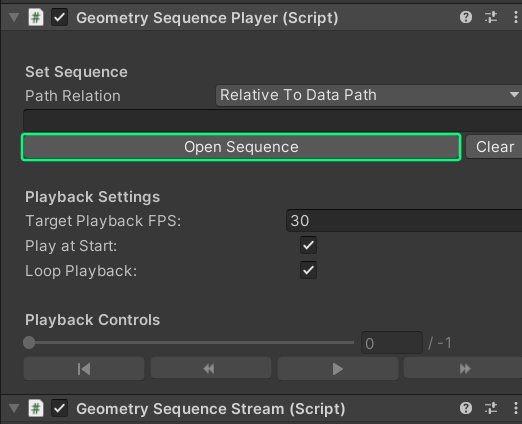 Geometry Sequence Player (Script)
Set Sequence
Path Relation Relative To Data Path
Open Sequence Clear
Playback Settings
Target Playback FPS: 30
Play at Start:
Loop Playback:
Playback Controls
0 / -1
Geometry Sequence Stream (Script)